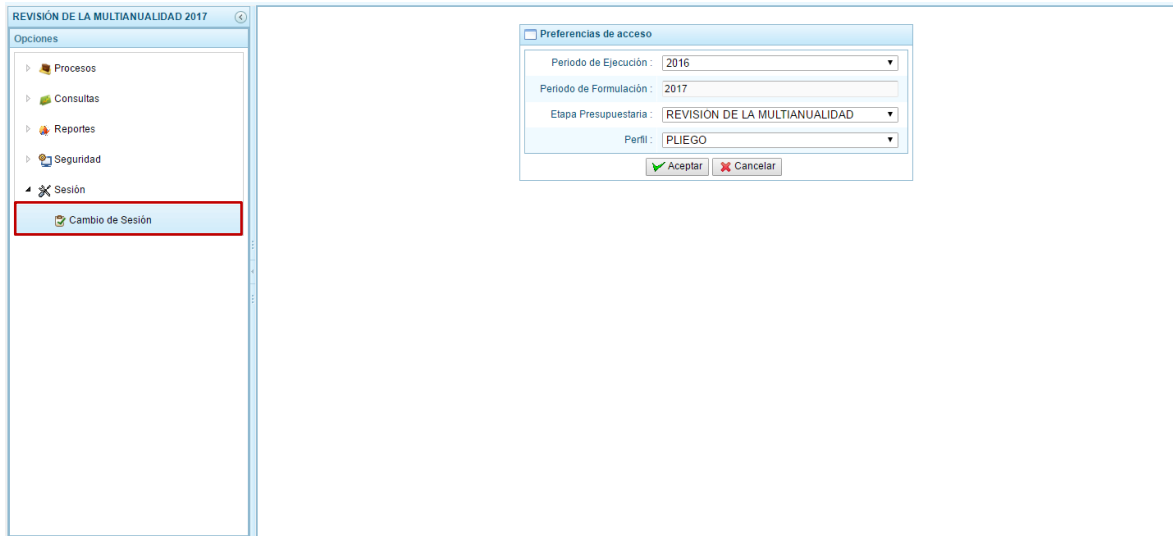 REVISIÓN DE LA MULTIANUALIDAD 2017
Opciones
Procesos
Consultas
Reportes
Seguridad
Sesión
Cambio de Sesión
Preferencias de acceso
Periodo de Ejecución : 2016
Periodo de Formulación : 2017
Etapa Presupuestaria : REVISIÓN DE LA MULTIANUALIDAD
Perfil : PLIEGO
Aceptar Cancelar